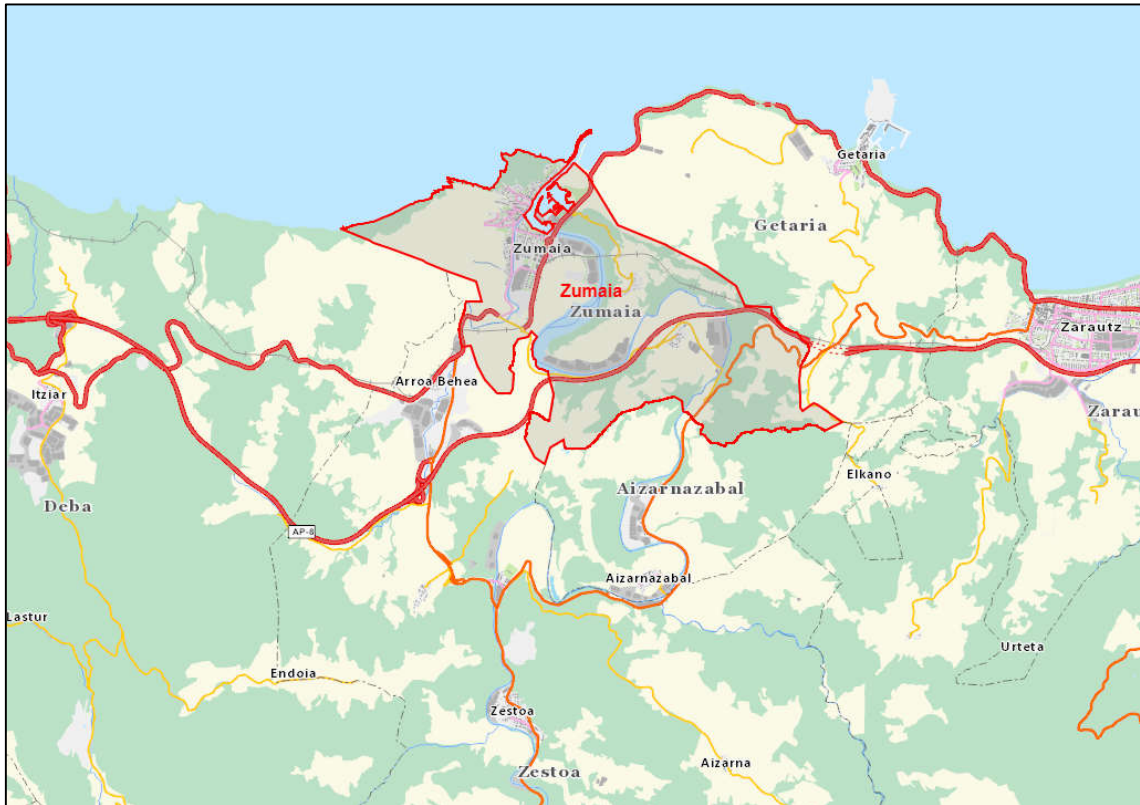 Getaria
Getaria
Zumaia
Zumaia
Zumaia
Zarautz
Arroa Behea
Itziar
Zarau
Elkano
Aizarnazabal
Deba
AP-8
Aizarnazabal
Lastur
Urteta
Endoia
Zestoa
Aizarna
Zestoa